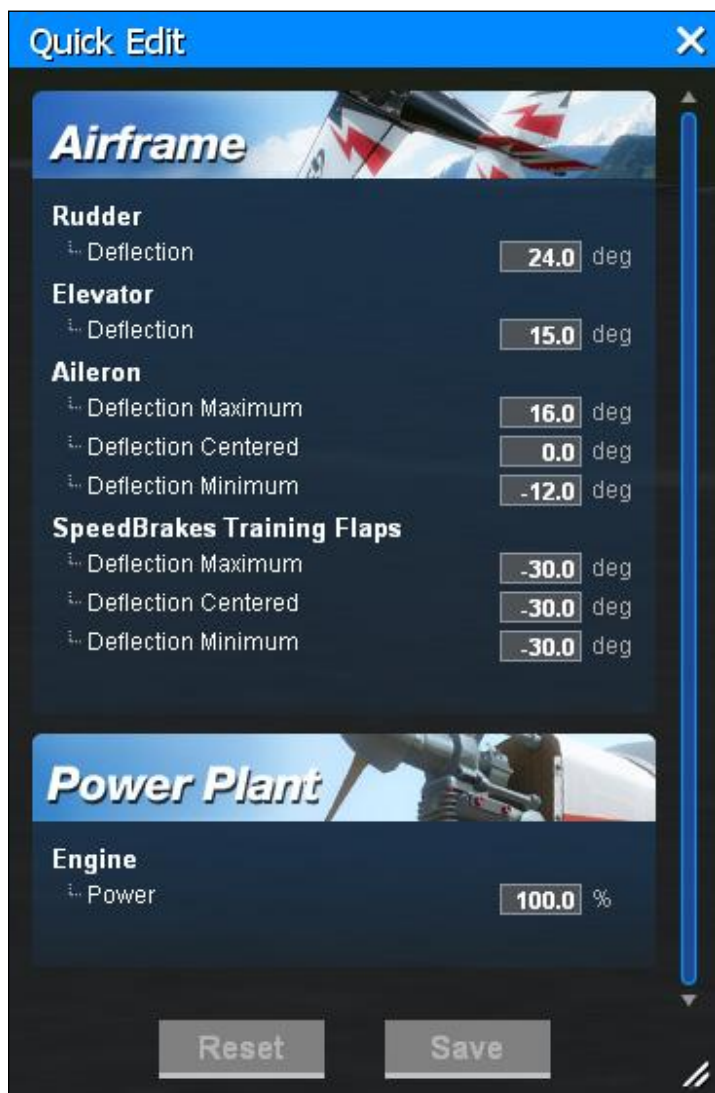 Quick Edit
Airframe
Rudder
Deflection 24.0 deg
Elevator
Deflection 15.0 deg
Aileron
Deflection Maximum 16.0 deg
Deflection Centered 0.0 deg
Deflection Minimum -12.0 deg
SpeedBrakes Training Flaps
Deflection Maximum -30.0 deg
Deflection Centered -30.0 deg
Deflection Minimum -30.0 deg
Power Plant
Engine
Power 100.0 %
Reset Save